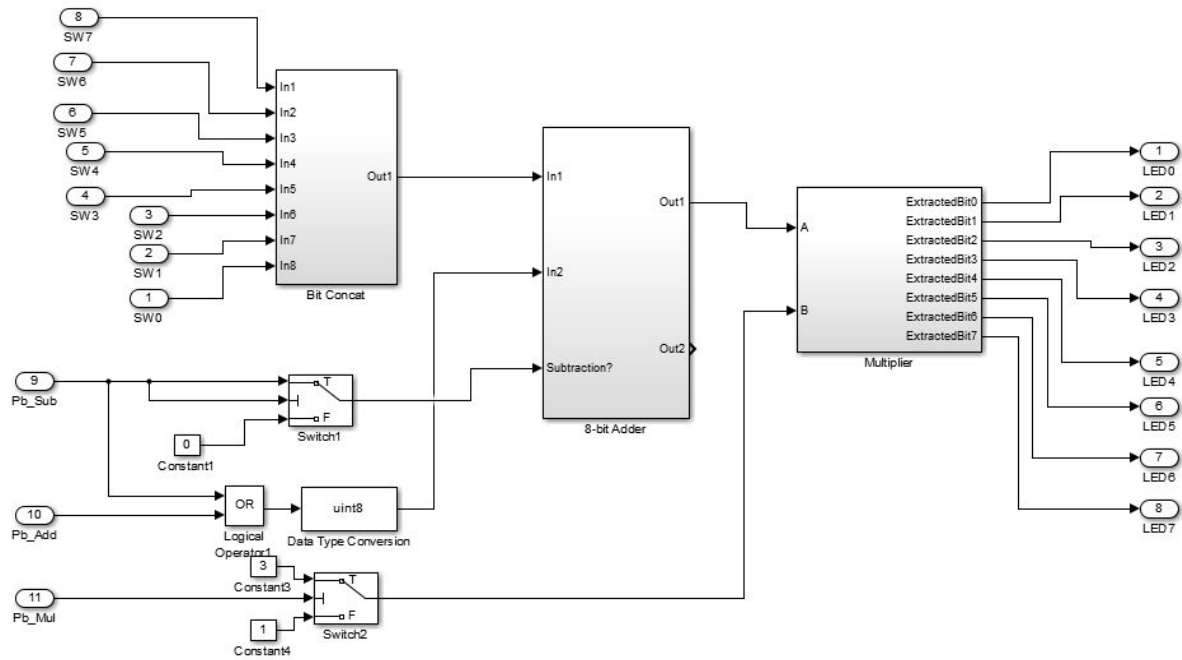 8
SW7
7
SW6
6
SW5
5
SW4
4
SW3
3
SW2
2
SW1
1
SW0
In1
In2
In3
In4
In5
In6
In7
In8
Out1
Bit Concat
In1
In2
Subtraction?
Out1
Out2
8-bit Adder
A
B
ExtractedBit0
ExtractedBit1
ExtractedBit2
ExtractedBit3
ExtractedBit4
ExtractedBit5
ExtractedBit6
ExtractedBit7
Multiplier
1
LED0
2
LED1
3
LED2
4
LED3
5
LED4
6
LED5
7
LED6
8
LED7
9
Pb_Sub
T
F
Switch1
0
Constant1
10
Pb_Add
OR
Logical
Operator1
uint8
Data Type Conversion
3
Constant3
11
Pb_Mul
T
F
Switch2
1
Constant4